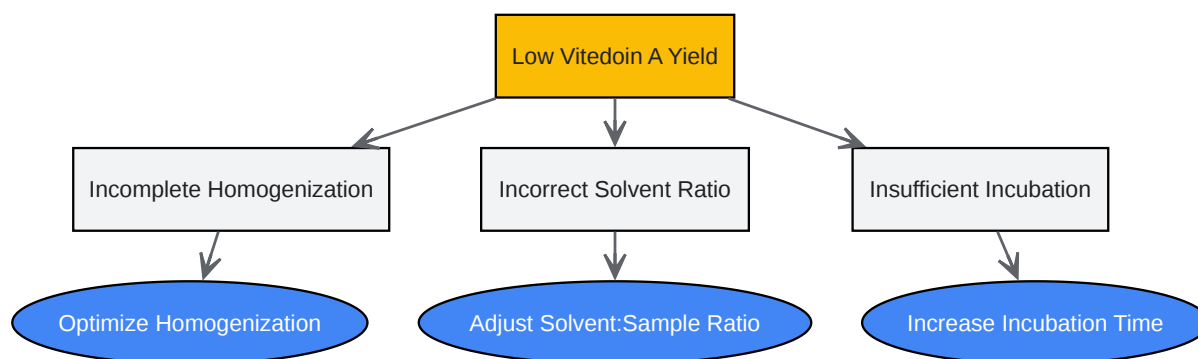 Low Vitedoin A Yield
Incomplete Homogenization
Incorrect Solvent Ratio
Insufficient Incubation
Optimize Homogenization
Adjust Solvent:Sample Ratio
Increase Incubation Time